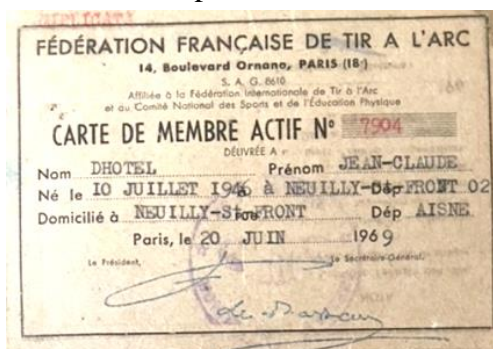 DUPLICATA
FÉDÉRATION FRANÇAISE DE TIR A L'ARC
14, Boulevard Ornano, PARIS (18e)
S. A. G. 8610
Affiliée à la Fédération Internationale de Tir à l'Arc
et au Comité National des Sports et de l'Éducation Physique
CARTE DE MEMBRE ACTIF N° 7904
DÉLIVRÉE A
Nom DHOTEL Prénom JEAN-CLAUDE
Né le 10 JUILLET 1946 à NEUILLY-St-FRONT 02
Domicilié à NEUILLY-St-FRONT Dép AISNE
Paris, le 20 JUIN 1969
Le Président, Le Secrétaire Général,